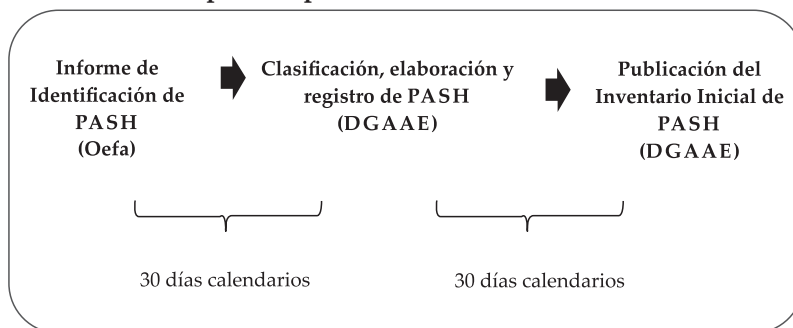 Informe de
Identificación de
PASH
(Oefa)
Clasificación, elaboración y
registro de PASH
(DGAAE)
Publicación del
Inventario Inicial de
PASH
(DGAAE)
30 días calendarios
30 días calendarios